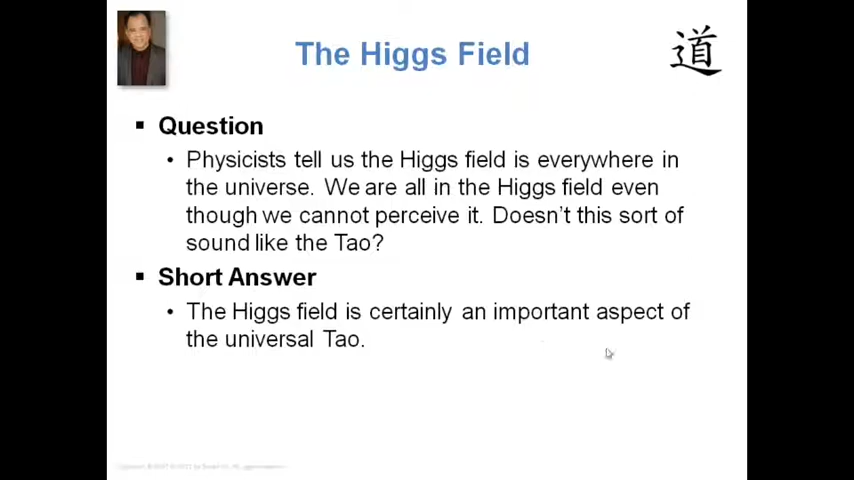 The Higgs Field
道
▪ Question
• Physicists tell us the Higgs field is everywhere in
the universe. We are all in the Higgs field even
though we cannot perceive it. Doesn't this sort of
sound like the Tao?
▪ Short Answer
• The Higgs field is certainly an important aspect of
the universal Tao.